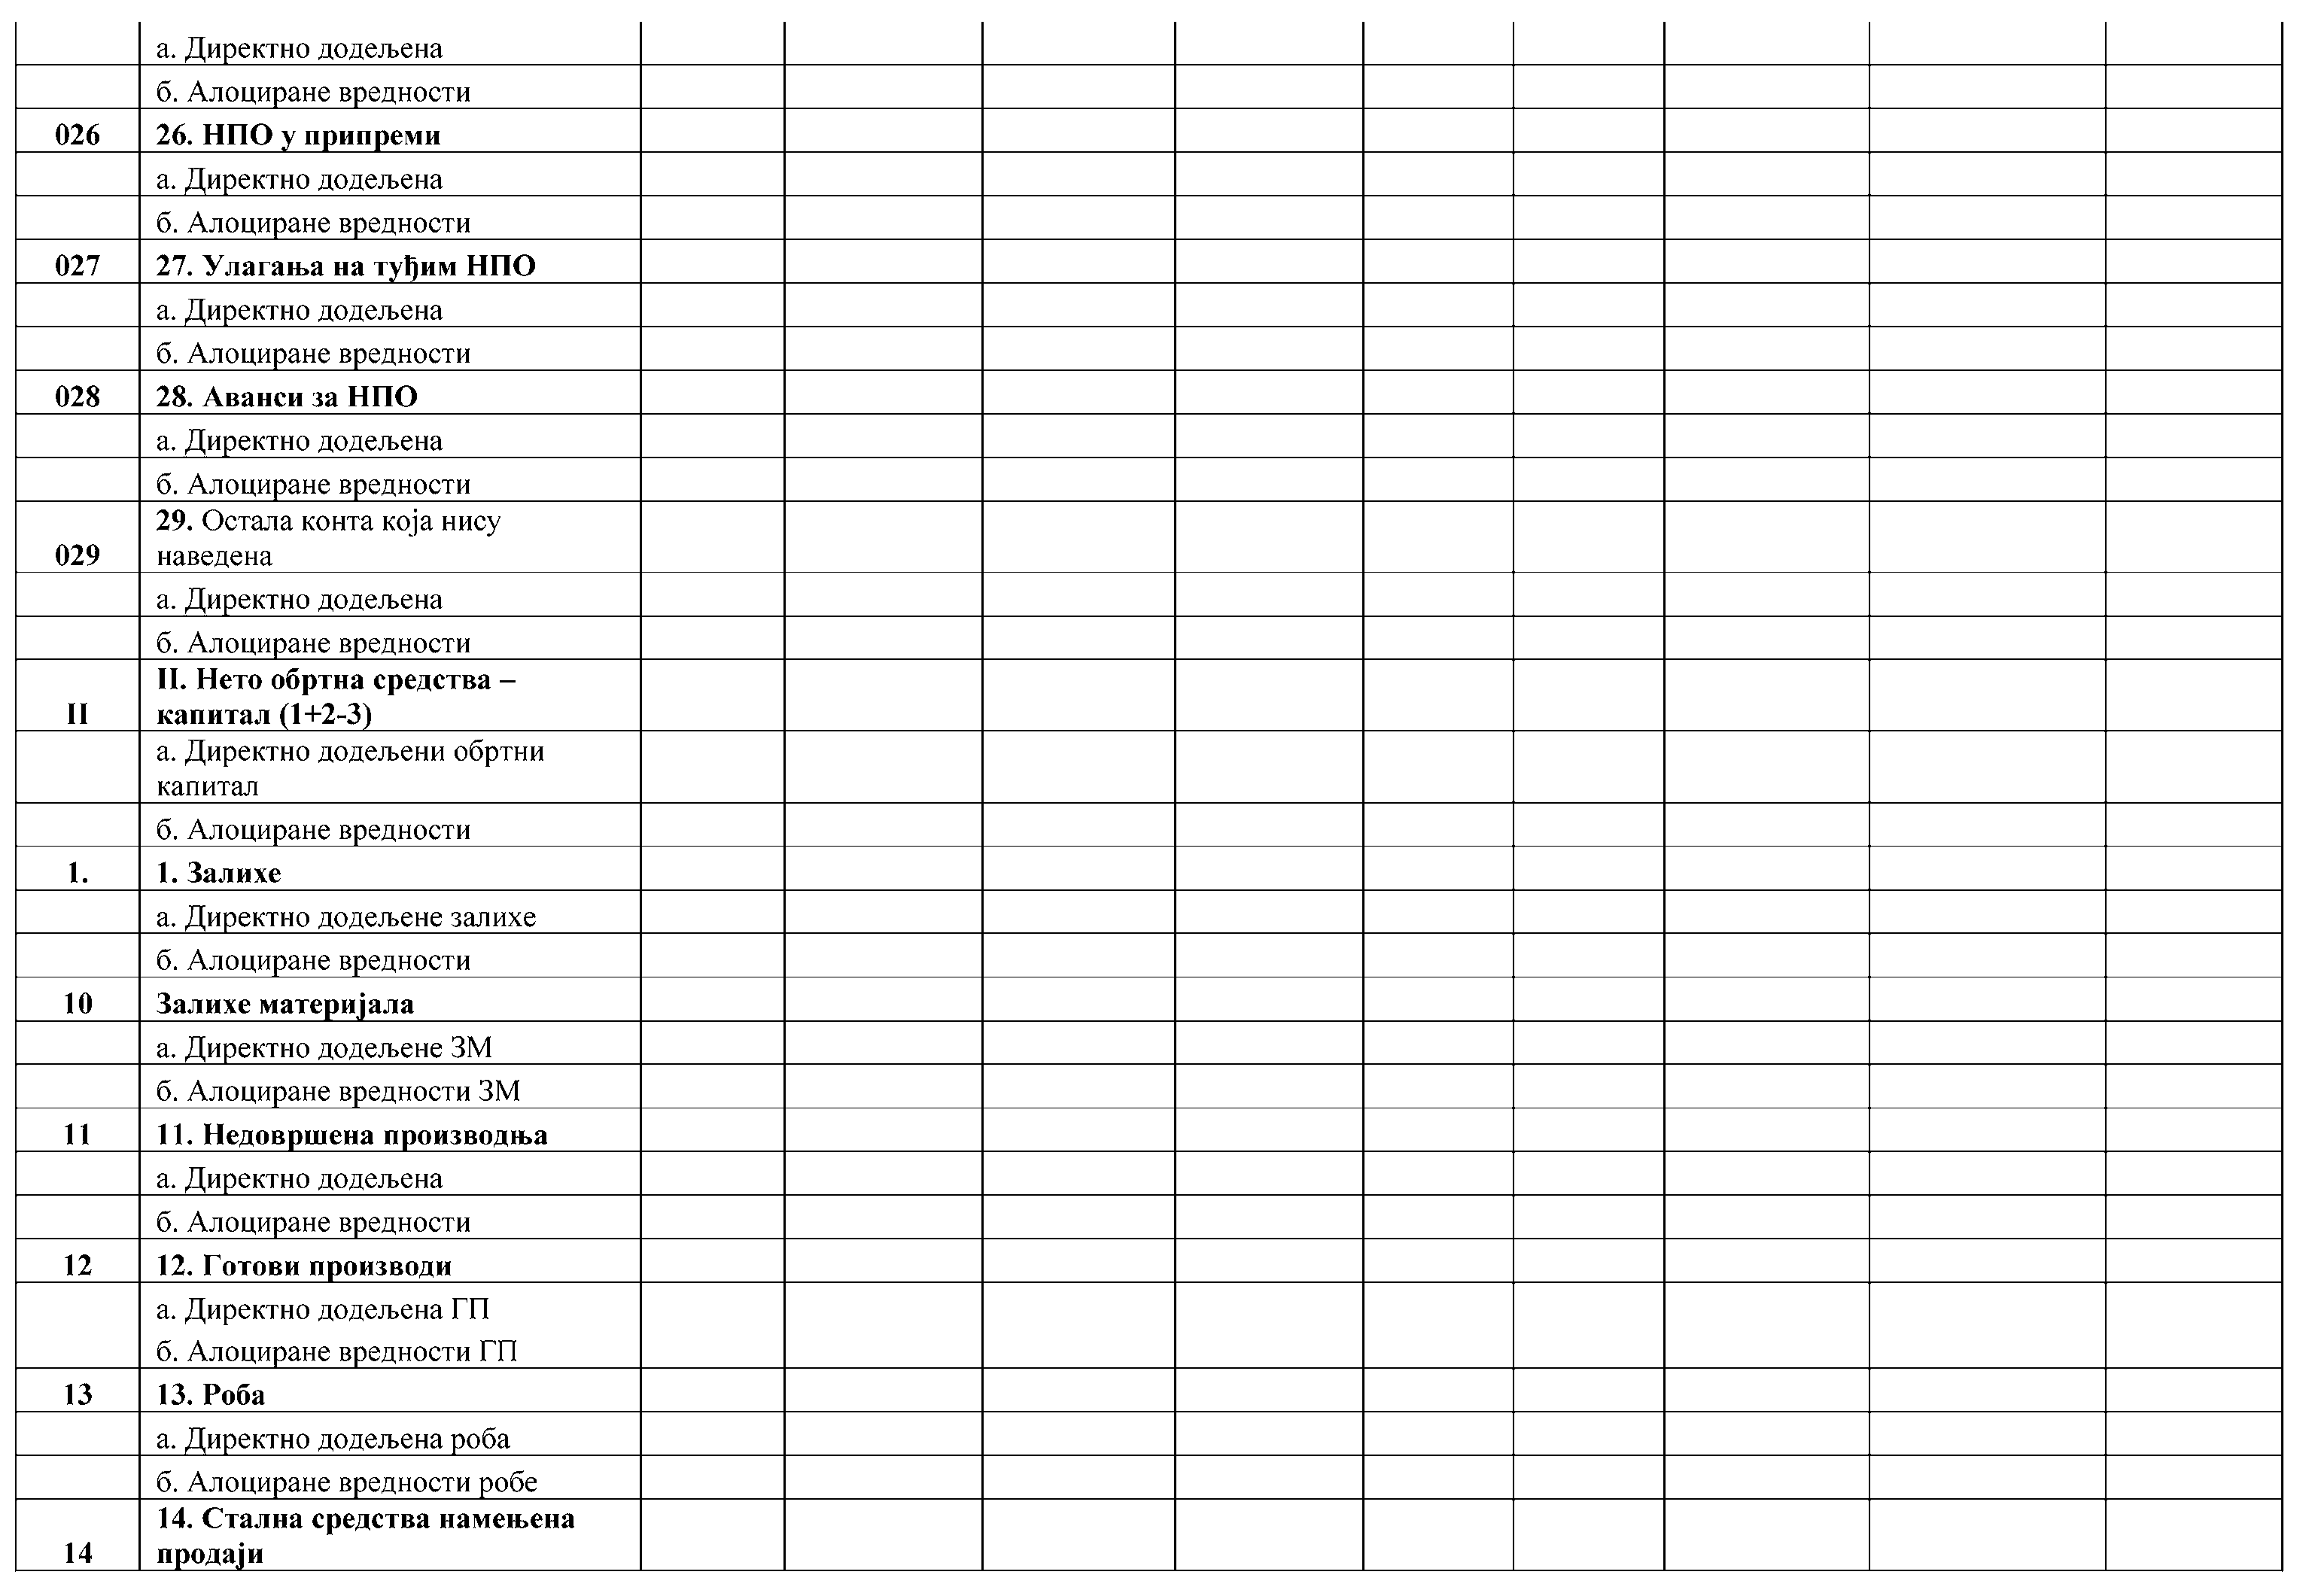 а. Директно додељена
б. Алоциране вредности
026 26. НПО у припреми
а. Директно додељена
б. Алоциране вредности
027 27. Улагања на туђим НПО
а. Директно додељена
б. Алоциране вредности
028 28. Аванси за НПО
а. Директно додељена
б. Алоциране вредности
29. Остала конта која нису
029 наведена
а. Директно додељена
б. Алоциране вредности
II. Нето обртна средства –
II капитал (1+2-3)
а. Директно додељени обртни
капитал
б. Алоциране вредности
1. 1. Залихе
а. Директно додељене залихе
б. Алоциране вредности
10 Залихе материјала
а. Директно додељене ЗМ
б. Алоциране вредности ЗМ
11 11. Недовршена производња
а. Директно додељена
б. Алоциране вредности
12 12. Готови производи
а. Директно додељена ГП
б. Алоциране вредности ГП
13 13. Роба
а. Директно додељена роба
б. Алоциране вредности робе
14. Стална средства намењена
14 продаји